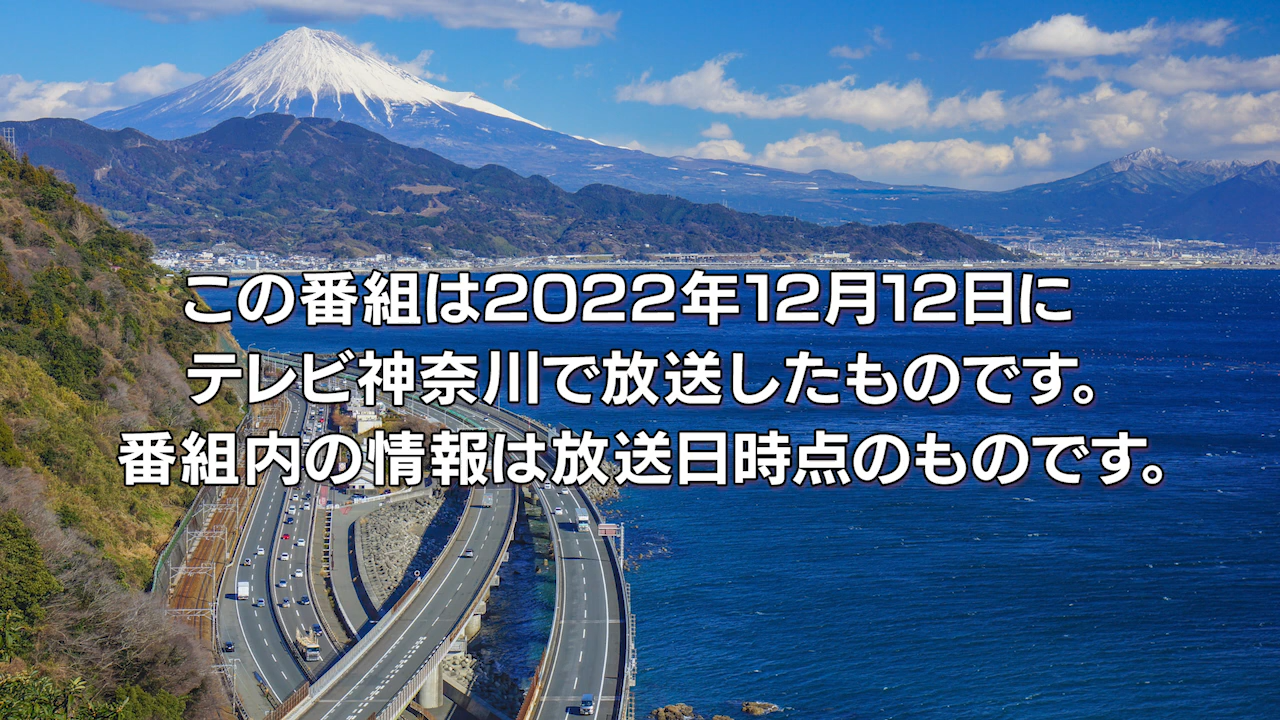 この番組は2022年12月12日に
テレビ神奈川で放送したものです。
番組内の情報は放送日時点のものです。